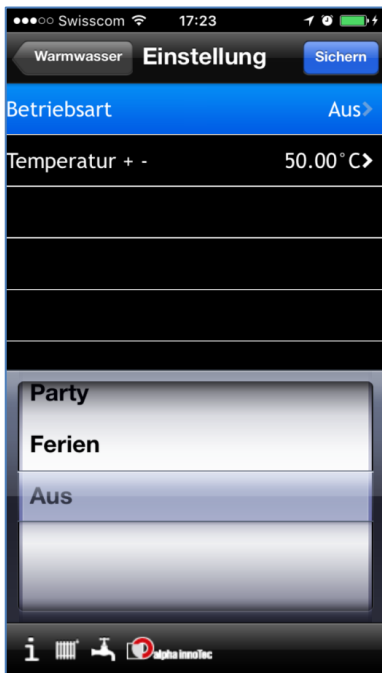 Swisscom 17:23
Warmwasser Einstellung Sichern
Betriebsart Aus
Temperatur + - 50.00°C
Party
Ferien
Aus
i alpha innoTec